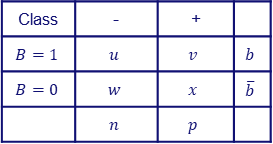 Class - +
B = 1 u v b
B = 0 w x b̄
n p